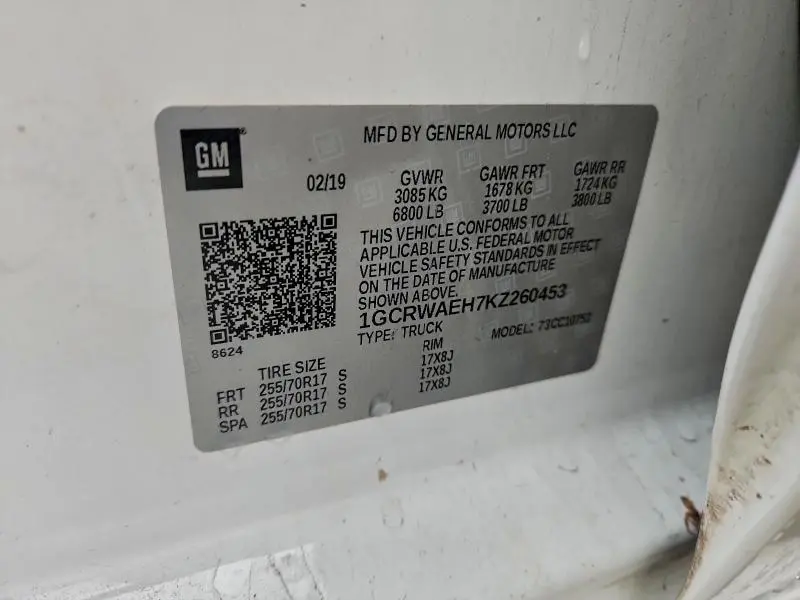 GM
MFD BY GENERAL MOTORS LLC
02/19
GVWR GAWR FRT GAWR RR
3085 KG 1678 KG 1724 KG
6800 LB 3700 LB 3800 LB
THIS VEHICLE CONFORMS TO ALL
APPLICABLE U.S. FEDERAL MOTOR
VEHICLE SAFETY STANDARDS IN EFFECT
ON THE DATE OF MANUFACTURE
SHOWN ABOVE.
1GCRWAEH7KZ260453
TYPE: TRUCK MODEL:
8624
TIRE SIZE RIM
FRT 255/70R17 S 17X8J
RR 255/70R17 S 17X8J
SPA 255/70R17 S 17X8J